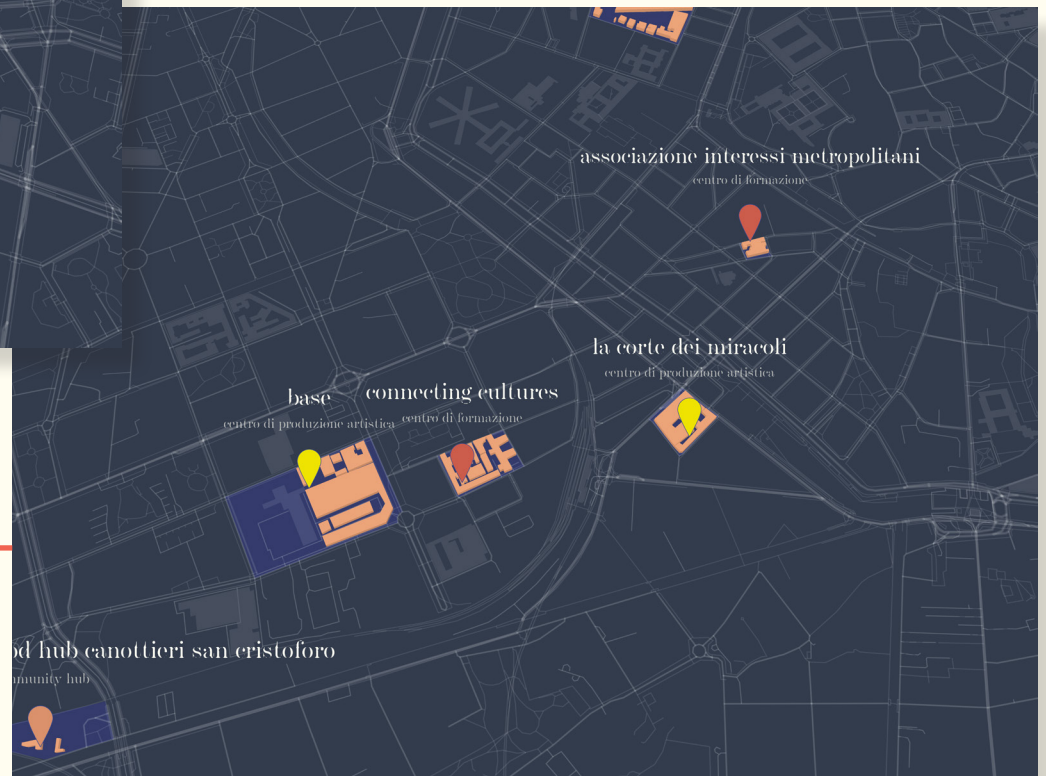 associazione interessi metropolitani
centro di formazione
la corte dei miracoli
centro di produzione artistica
base
centro di produzione artistica
connecting cultures
centro di formazione
hub canottieri san cristoforo
hub